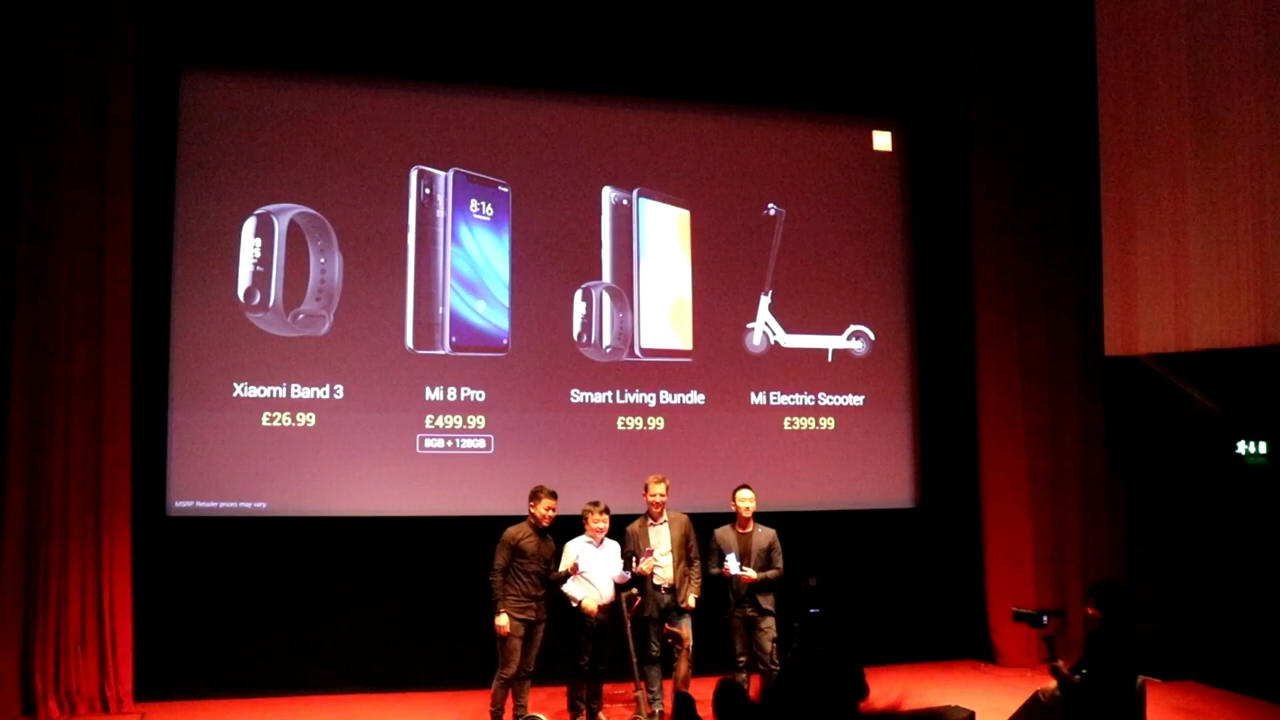 8:16
Xiaomi Band 3
£26.99
Mi 8 Pro
£499.99
8GB + 128GB
Smart Living Bundle
£99.99
Mi Electric Scooter
£399.99
MSRP. Retailer prices may vary.